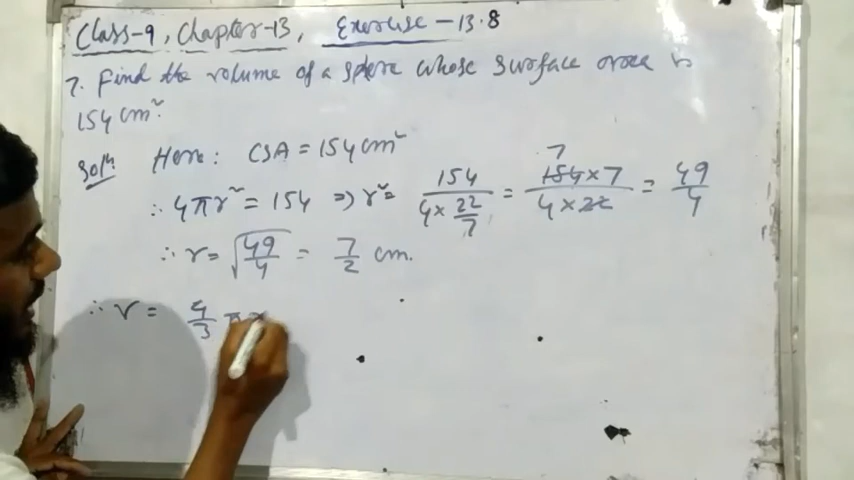 Class-9, Chapter-13, Exercise-13.8
7. Find the volume of a sphere whose surface area is
154 cm².
Solⁿ: Here: CSA = 154 cm²
∴ 4πr² = 154 ⇒ r² = 154/(4×22/7) = 7 154×7/(4×22) = 49/4
∴ r = √(49/4) = 7/2 cm.
∴ V = 4/3 π